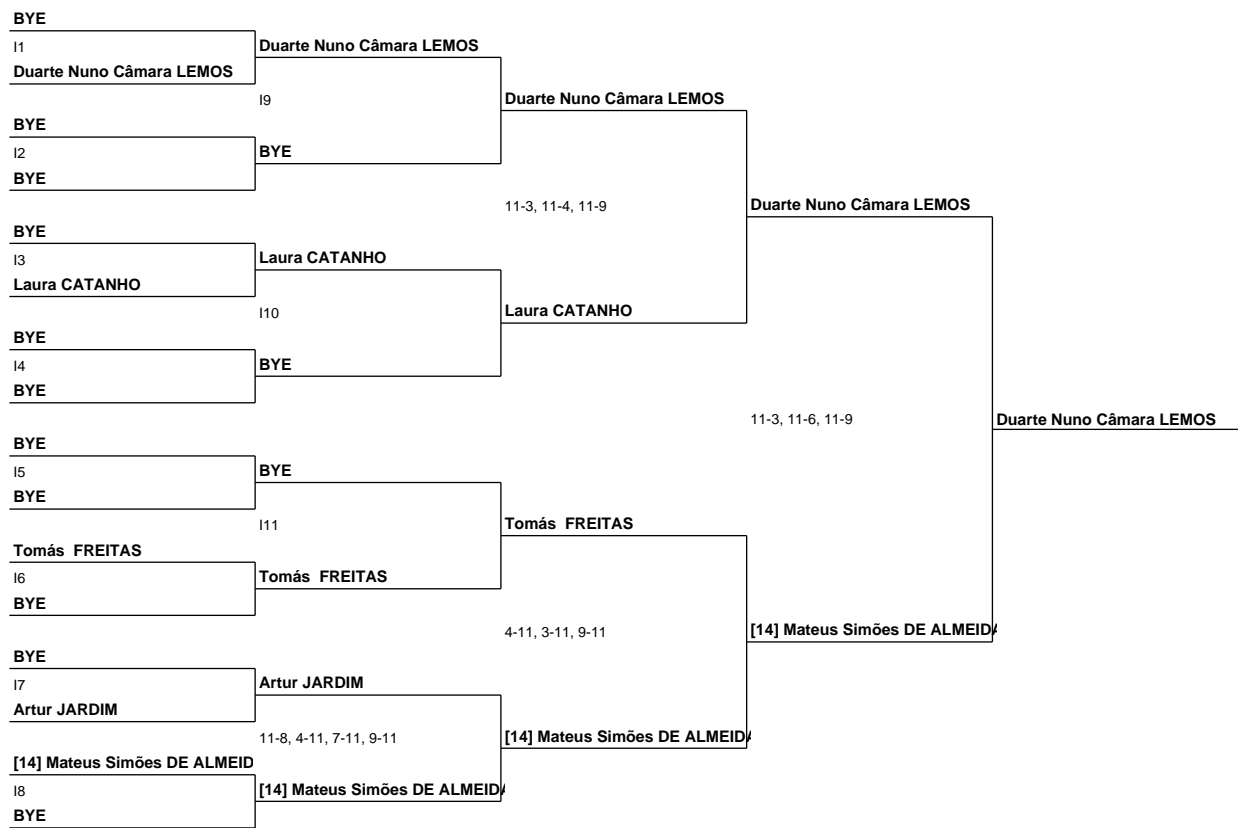 BYE
I1
Duarte Nuno Câmara LEMOS
Duarte Nuno Câmara LEMOS
I9
Duarte Nuno Câmara LEMOS
BYE
I2
BYE
BYE
11-3, 11-4, 11-9
Duarte Nuno Câmara LEMOS
BYE
I3
Laura CATANHO
Laura CATANHO
I10
Laura CATANHO
BYE
I4
BYE
BYE
11-3, 11-6, 11-9
Duarte Nuno Câmara LEMOS
BYE
I5
BYE
BYE
I11
Tomás  FREITAS
Tomás  FREITAS
I6
BYE
Tomás  FREITAS
4-11, 3-11, 9-11
[14] Mateus Simões DE ALMEIDA
BYE
I7
Artur JARDIM
Artur JARDIM
11-8, 4-11, 7-11, 9-11
[14] Mateus Simões DE ALMEIDA
[14] Mateus Simões DE ALMEID
I8
BYE
[14] Mateus Simões DE ALMEIDA